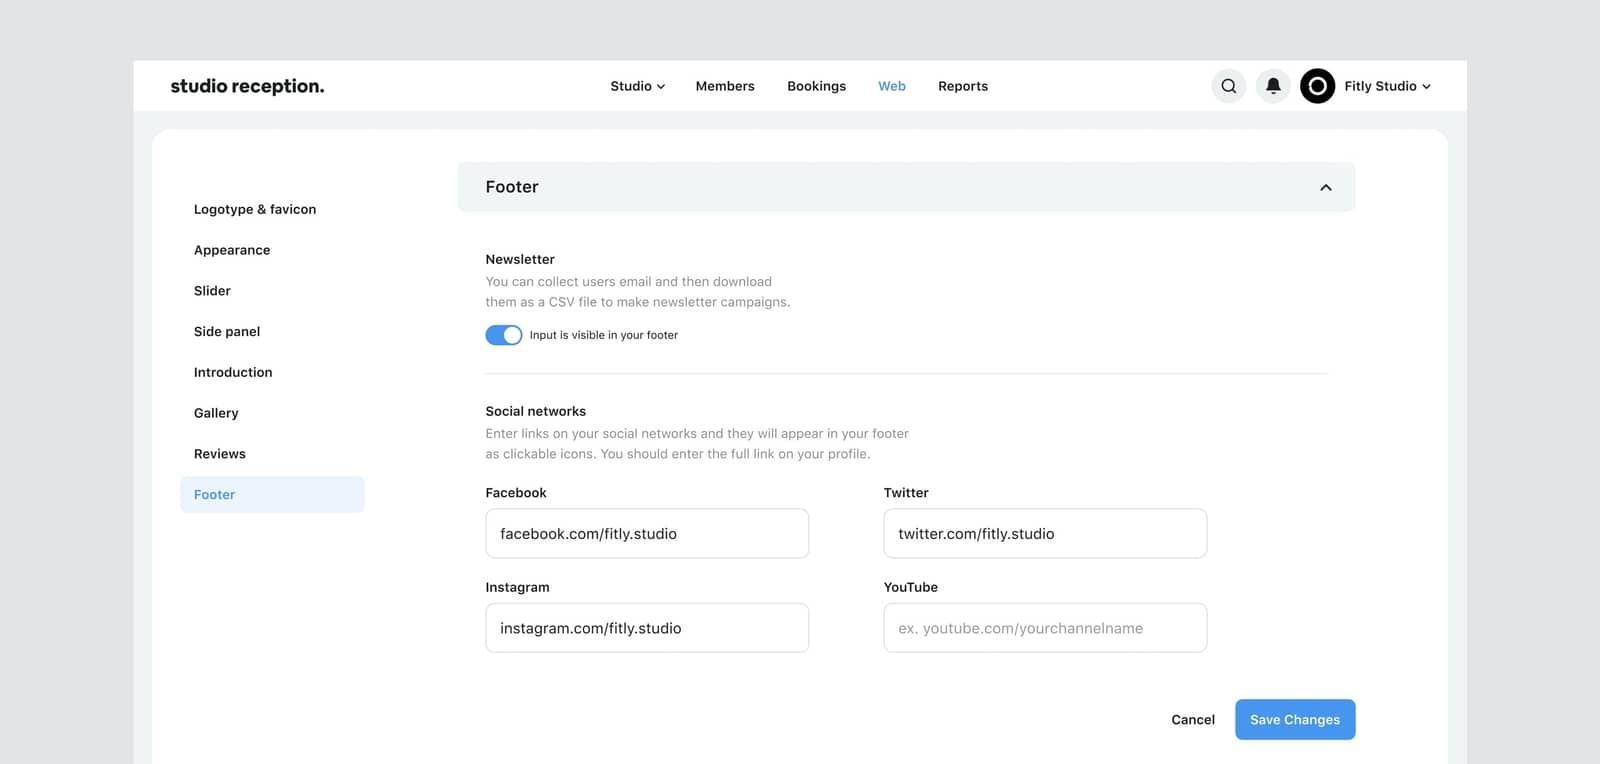 studio reception.
Studio
Members
Bookings
Web
Reports
Fitly Studio
Logotype & favicon
Appearance
Slider
Side panel
Introduction
Gallery
Reviews
Footer
Footer
Newsletter
You can collect users email and then download
them as a CSV file to make newsletter campaigns.
Input is visible in your footer
Social networks
Enter links on your social networks and they will appear in your footer
as clickable icons. You should enter the full link on your profile.
Facebook
facebook.com/fitly.studio
Twitter
twitter.com/fitly.studio
Instagram
instagram.com/fitly.studio
YouTube
ex. youtube.com/yourchannelname
Cancel
Save Changes